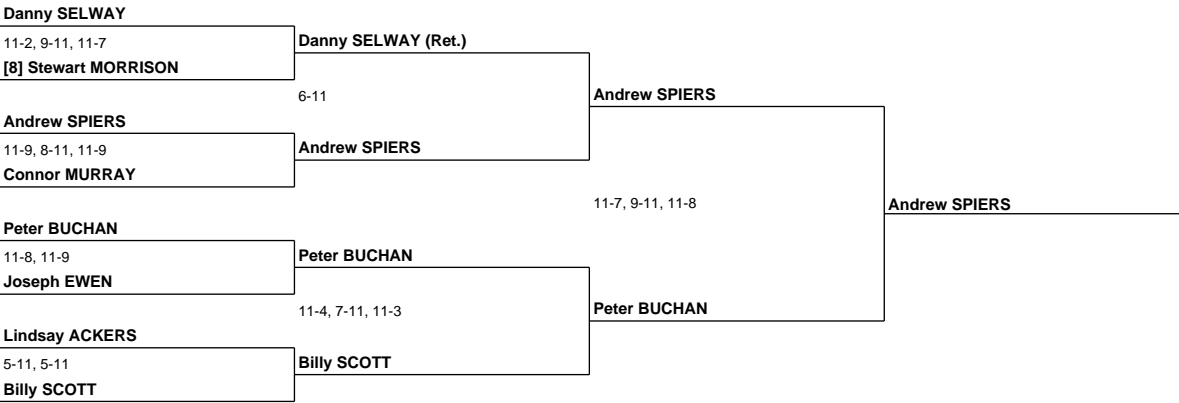 Danny SELWAY
11-2, 9-11, 11-7
[8] Stewart MORRISON
Danny SELWAY (Ret.)
6-11
Andrew SPIERS
Andrew SPIERS
11-9, 8-11, 11-9
Connor MURRAY
Andrew SPIERS
11-7, 9-11, 11-8
Andrew SPIERS
Peter BUCHAN
11-8, 11-9
Joseph EWEN
Peter BUCHAN
11-4, 7-11, 11-3
Peter BUCHAN
Lindsay ACKERS
5-11, 5-11
Billy SCOTT
Billy SCOTT